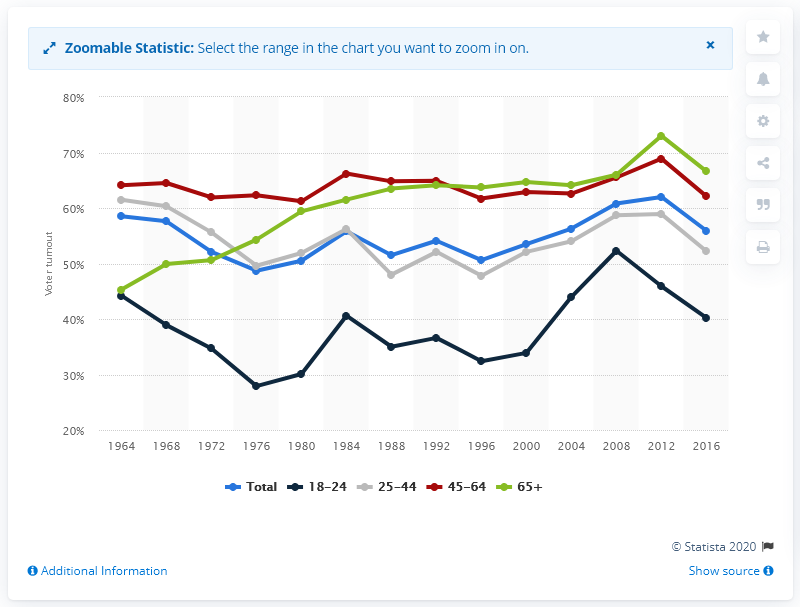 Zoomable Statistic: Select the range in the chart you want to zoom in on.
80%
70%
60%
50%
40%
30%
20%
Voter turnout
1964 1968 1972 1976 1980 1984 1988 1992 1996 2000 2004 2008 2012 2016
Total 18–24 25–44 45–64 65+
© Statista 2020
Additional Information Show source